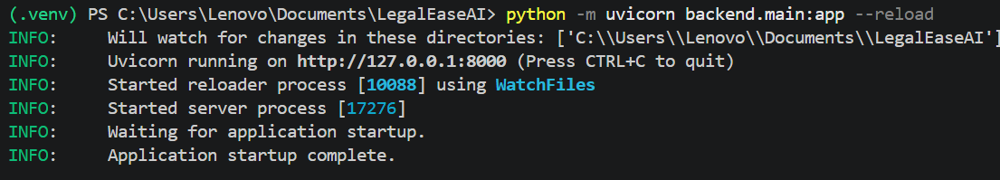 (.venv) PS C:\Users\Lenovo\Documents\LegalEaseAI> python -m uvicorn backend.main:app --reload
INFO:     Will watch for changes in these directories: ['C:\\Users\\Lenovo\\Documents\\LegalEaseAI']
INFO:     Uvicorn running on http://127.0.0.1:8000 (Press CTRL+C to quit)
INFO:     Started reloader process [10088] using WatchFiles
INFO:     Started server process [17276]
INFO:     Waiting for application startup.
INFO:     Application startup complete.